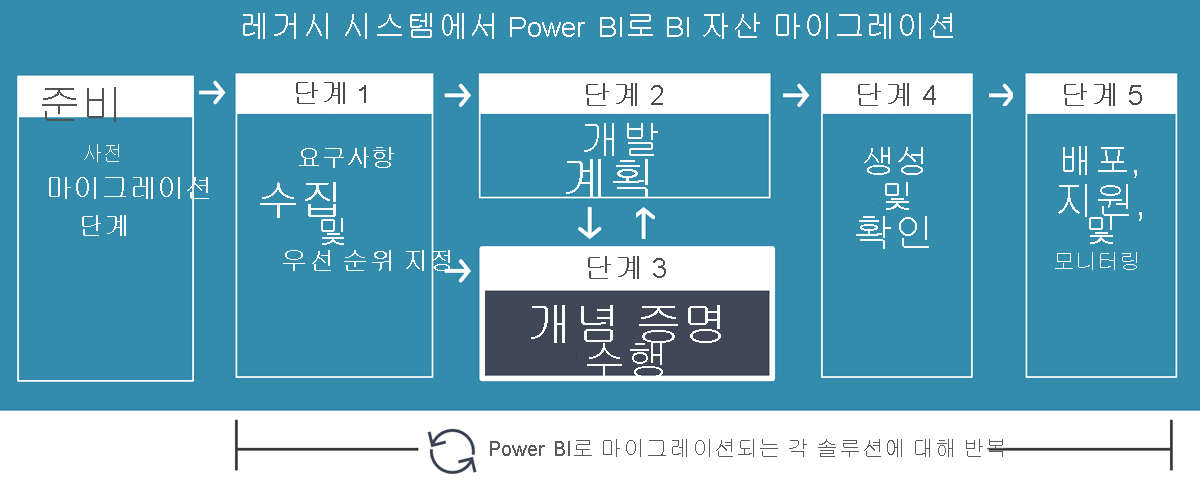 레거시 시스템에서 Power BI로 BI 자산 마이그레이션
준비
사전
마이그레이션
단계
단계 1
요구사항
수집
및
우선 순위 지정
단계 2
개발
계획
단계 3
개념 증명
수행
단계 4
생성
및
확인
단계 5
배포,
지원,
및
모니터링
Power BI로 마이그레이션되는 각 솔루션에 대해 반복